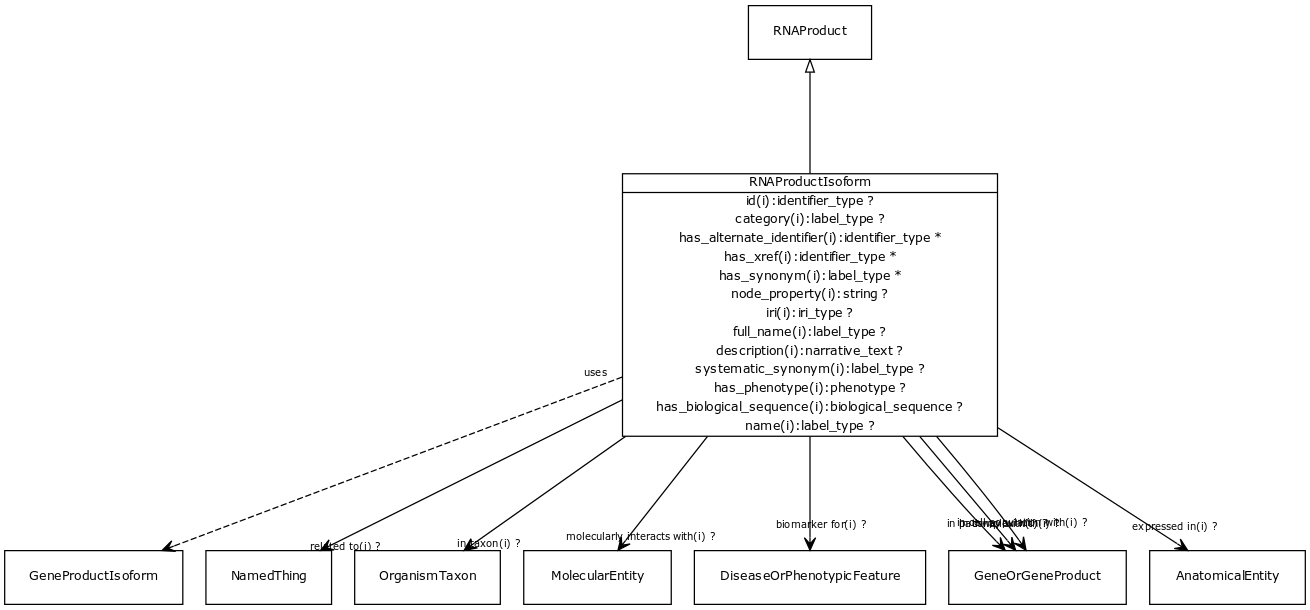 RNAProduct
RNAProductIsoform
id(i):identifier_type ?
category(i):label_type ?
has_alternate_identifier(i):identifier_type *
has_xref(i):identifier_type *
has_synonym(i):label_type *
node_property(i):string ?
iri(i):iri_type ?
full_name(i):label_type ?
description(i):narrative_text ?
systematic_synonym(i):label_type ?
has_phenotype(i):phenotype ?
has_biological_sequence(i):biological_sequence ?
name(i):label_type ?
uses
related to(i) ?
in taxon(i) ?
molecularly interacts with(i) ?
biomarker for(i) ?
with(i) ?
expressed in(i) ?
GeneProductIsoform
NamedThing
OrganismTaxon
MolecularEntity
DiseaseOrPhenotypicFeature
GeneOrGeneProduct
AnatomicalEntity